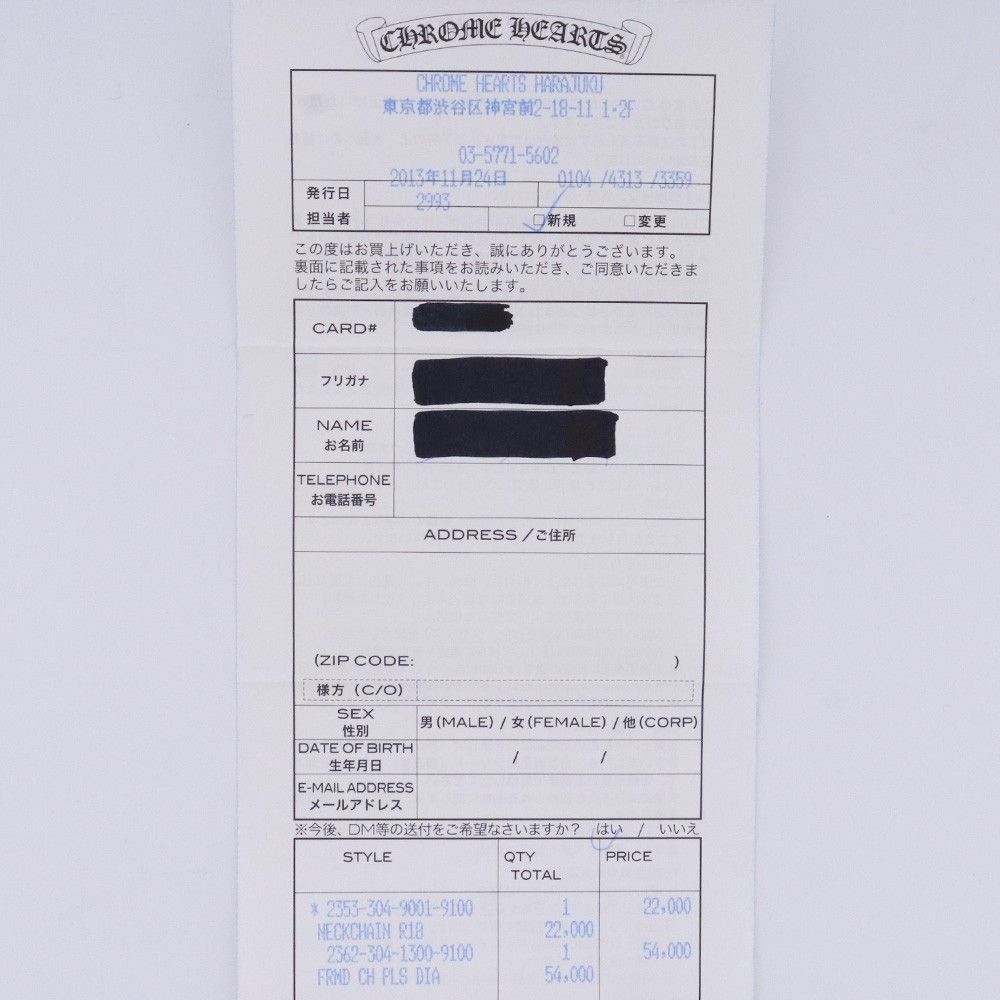 CHROME HEARTS
CHROME HEARTS HARAJUKU
東京都渋谷区神宮前2-18-11 1・2F
03-5771-5602
2013年11月24日 0104 /4313 /3359
発行日
2993
担当者 □新規 □変更
この度はお買上げいただき、誠にありがとうございます。
裏面に記載された事項をお読みいただき、ご同意いただきま
したらご記入をお願いいたします。
CARD#
フリガナ
NAME
お名前
TELEPHONE
お電話番号
ADDRESS /ご住所
(ZIP CODE: )
様方 (C/O)
SEX
性別
男(MALE) / 女(FEMALE) / 他(CORP)
DATE OF BIRTH
生年月日
/ /
E-MAIL ADDRESS
メールアドレス
※今後、DM等の送付をご希望なさいますか? はい / いいえ
STYLE QTY PRICE
TOTAL
* 2353-304-9001-9100 1 22,000
NECKCHAIN R18 22,000
2362-304-1300-9100 1 54,000
FRMD CH PLS DIA 54,000